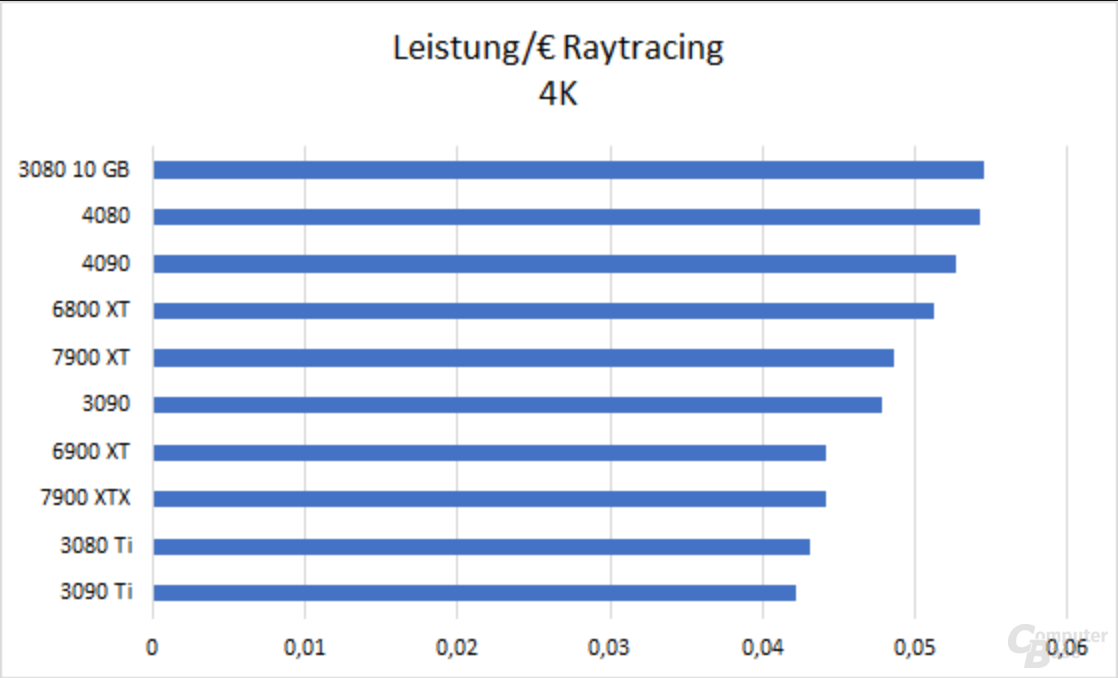 Leistung/€ Raytracing
4K
3080 10 GB
4080
4090
6800 XT
7900 XT
3090
6900 XT
7900 XTX
3080 Ti
3090 Ti
0 0,01 0,02 0,03 0,04 0,05 0,06
Computer